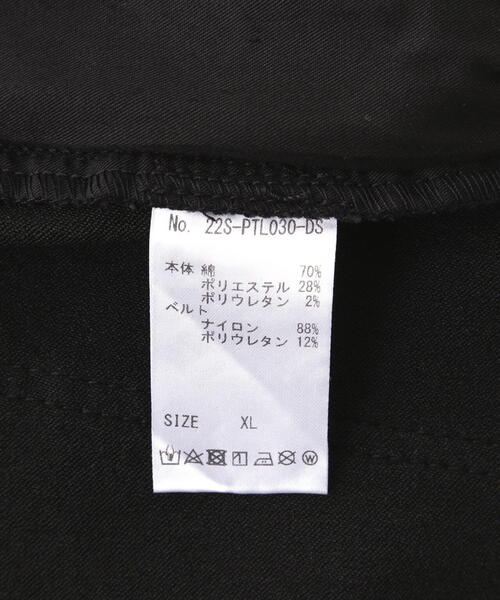 No. 22S-PTL030-DS
本体 綿 70%
ポリエステル 28%
ポリウレタン 2%
ベルト
ナイロン 88%
ポリウレタン 12%
SIZE XL
W